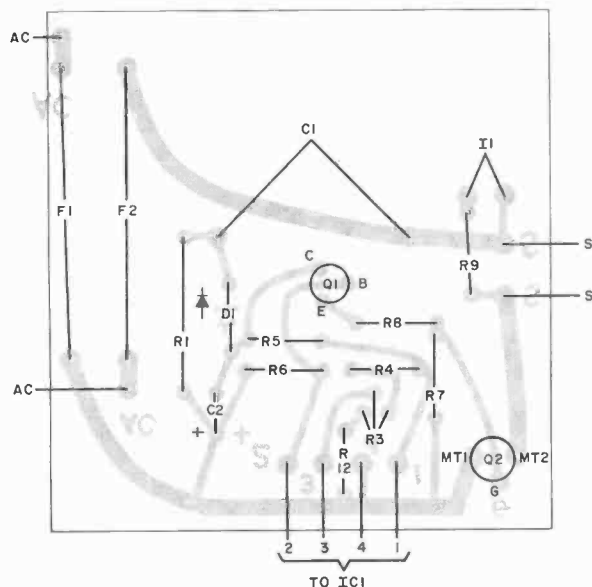 AC
C1
I1
F1
F2
C
Q1
B
E
R9
S
S
D1
R1
R8
R5
R6
R4
R7
AC
C2
+
+
R3
R
12
MT1
Q2
MT2
G
2
3
4
1
TO IC1